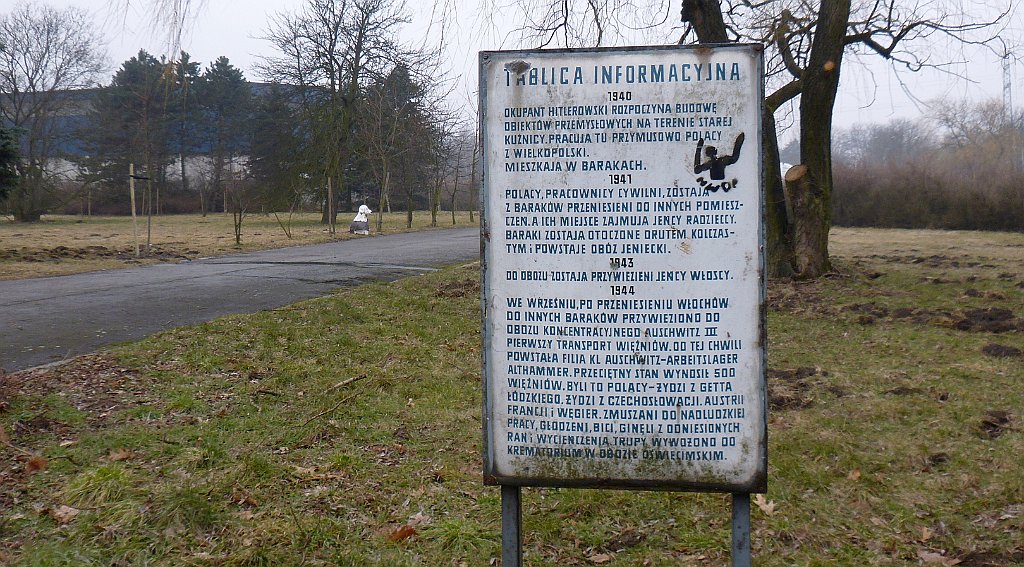 TABLICA INFORMACYJNA
1940
OKUPANT HITLEROWSKI ROZPOCZYNA BUDOWĘ
OBIEKTÓW PRZEMYSŁOWYCH NA TERENIE STAREJ
KUŹNICY. PRACUJĄ TU PRZYMUSOWO POLACY
Z WIELKOPOLSKI.
MIESZKAJĄ W BARAKACH.
1941
POLACY, PRACOWNICY CYWILNI, ZOSTAJĄ
Z BARAKÓW PRZENIESIENI DO INNYCH POMIESZ-
CZEŃ, A ICH MIEJSCE ZAJMUJĄ JEŃCY RADZIECCY.
BARAKI ZOSTAJĄ OTOCZONE DRUTEM KOLCZAS-
TYM I POWSTAJE OBÓZ JENIECKI.
1943
DO OBOZU ZOSTAJĄ PRZYWIEZIENI JEŃCY WŁOSCY.
1944
WE WRZEŚNIU, PO PRZENIESIENIU WŁOCHÓW
DO INNYCH BARAKÓW PRZYWIEZIONO DO
OBOZU KONCENTRACYJNEGO AUSCHWITZ III
PIERWSZY TRANSPORT WIĘŹNIÓW. OD TEJ CHWILI
POWSTAŁA FILIA KL AUSCHWITZ-ARBEITSLAGER
ALTHAMMER. PRZECIĘTNY STAN WYNOSIŁ 500
WIĘŹNIÓW. BYLI TO POLACY-ŻYDZI Z GETTA
ŁÓDZKIEGO, ŻYDZI Z CZECHOSŁOWACJI, AUSTRII
FRANCJI I WĘGIER. ZMUSZANI DO NADLUDZKIEJ
PRACY, GŁODZENI, BICI, GINĘLI Z ODNIESIONYCH
RAN I WYCIEŃCZENIA. TRUPY WYWOŻONO DO
KREMATORIUM W OBOZIE OŚWIĘCIMSKIM.